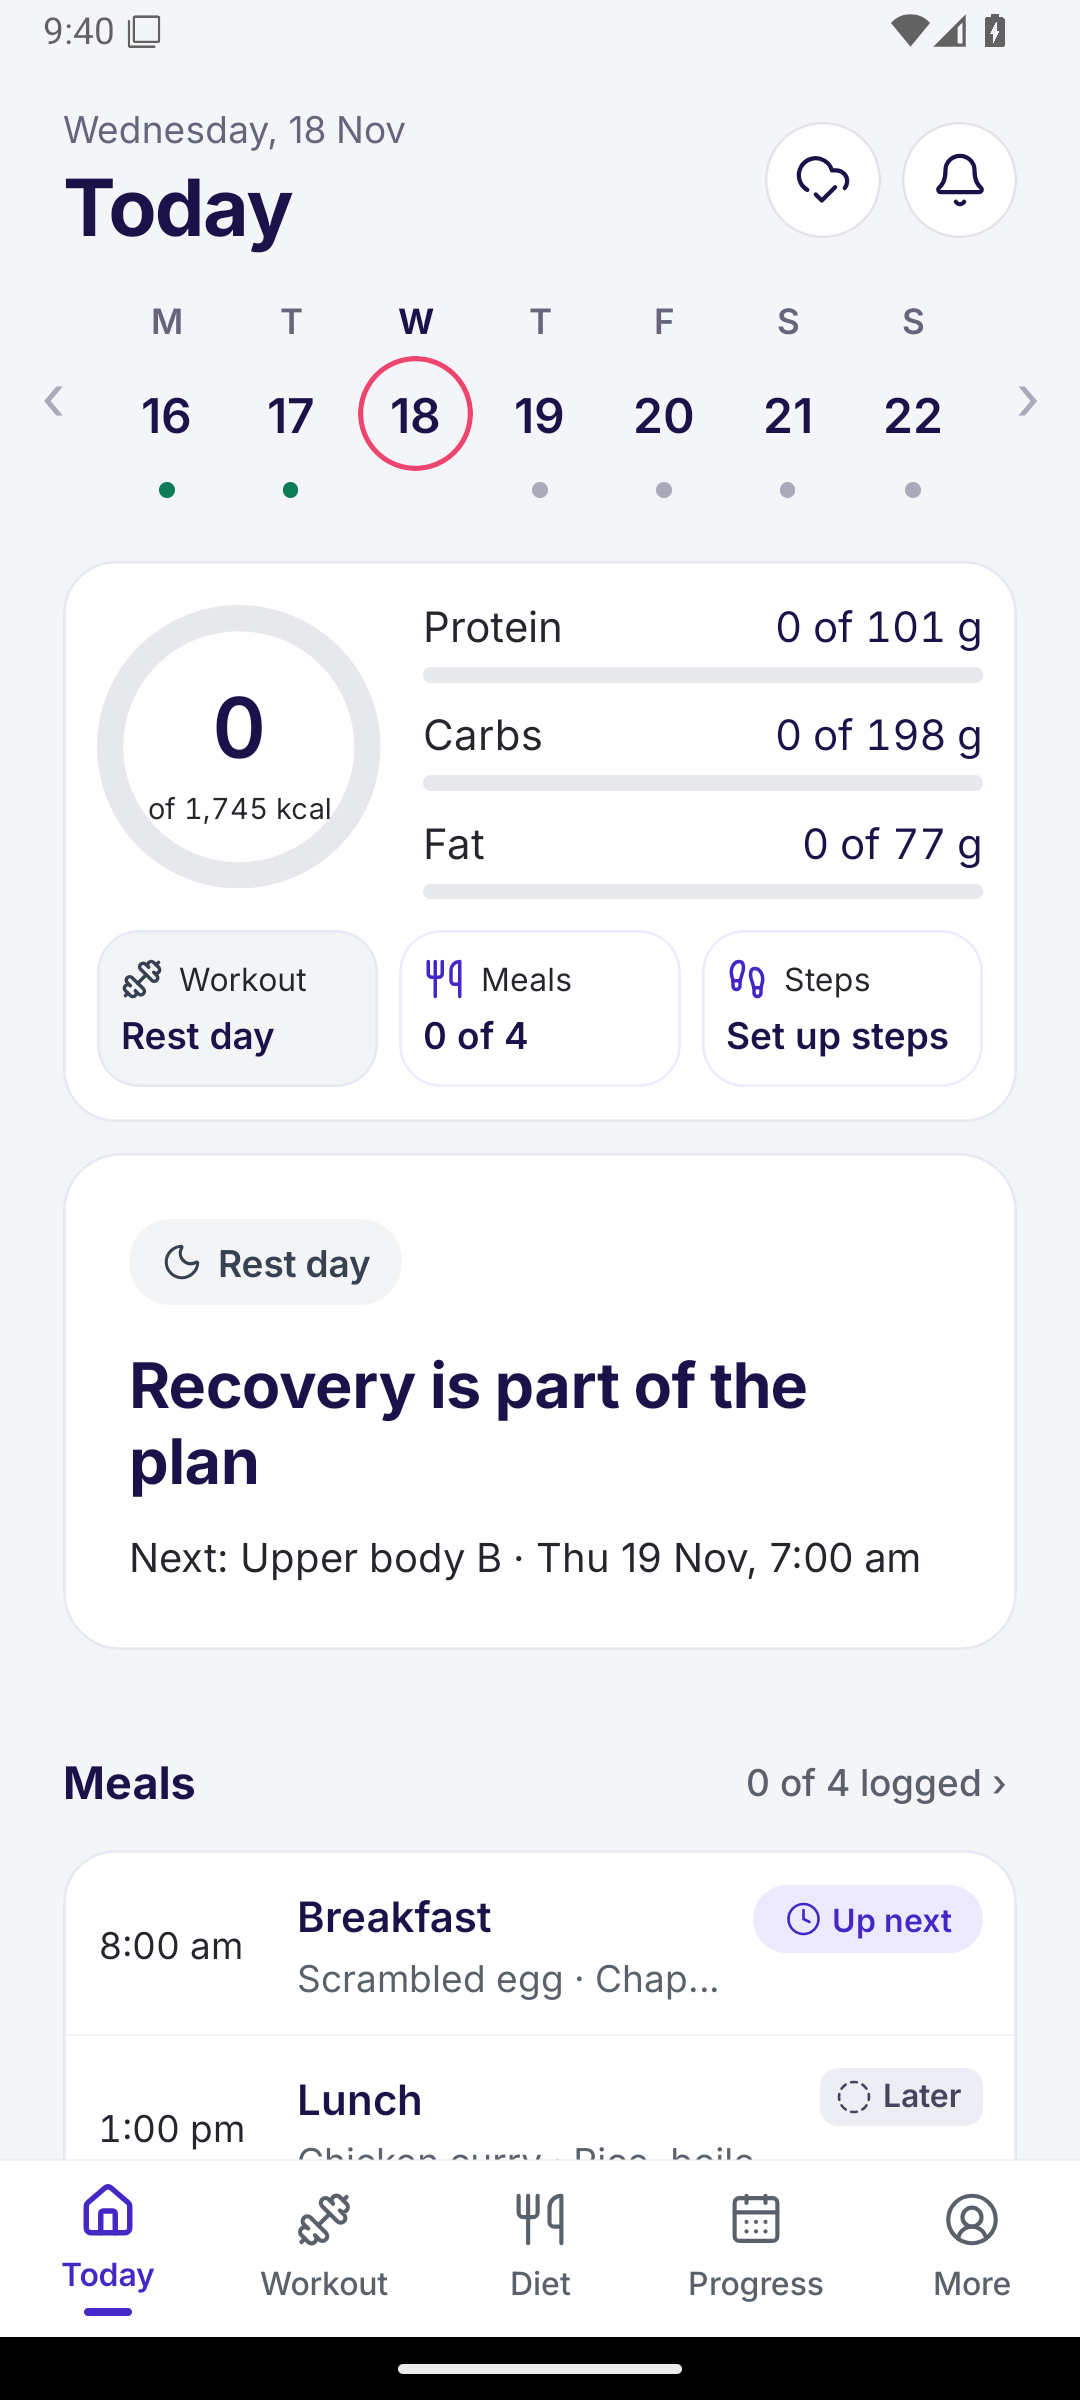 9:40
Wednesday, 18 Nov
Today
M T W T F S S
16 17 18 19 20 21 22
0
of 1,745 kcal
Protein 0 of 101 g
Carbs 0 of 198 g
Fat 0 of 77 g
Workout
Rest day
Meals
0 of 4
Steps
Set up steps
Rest day
Recovery is part of the
plan
Next: Upper body B · Thu 19 Nov, 7:00 am
Meals 0 of 4 logged ›
8:00 am
Breakfast
Scrambled egg · Chap...
Up next
1:00 pm
Lunch
Chicken curry · Rice, boile...
Later
Today Workout Diet Progress More